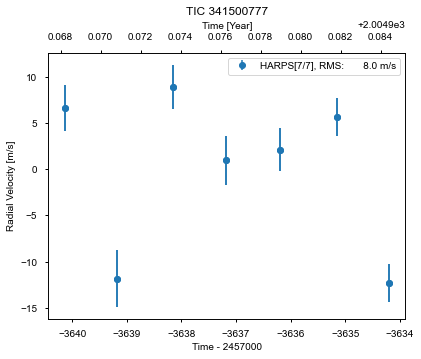 TIC 341500777
Time [Year]
+2.0049e3
0.068 0.070 0.072 0.074 0.076 0.078 0.080 0.082 0.084
HARPS[7/7], RMS: 8.0 m/s
Radial Velocity [m/s]
10
5
0
−5
−10
−15
−3640 −3639 −3638 −3637 −3636 −3635 −3634
Time - 2457000